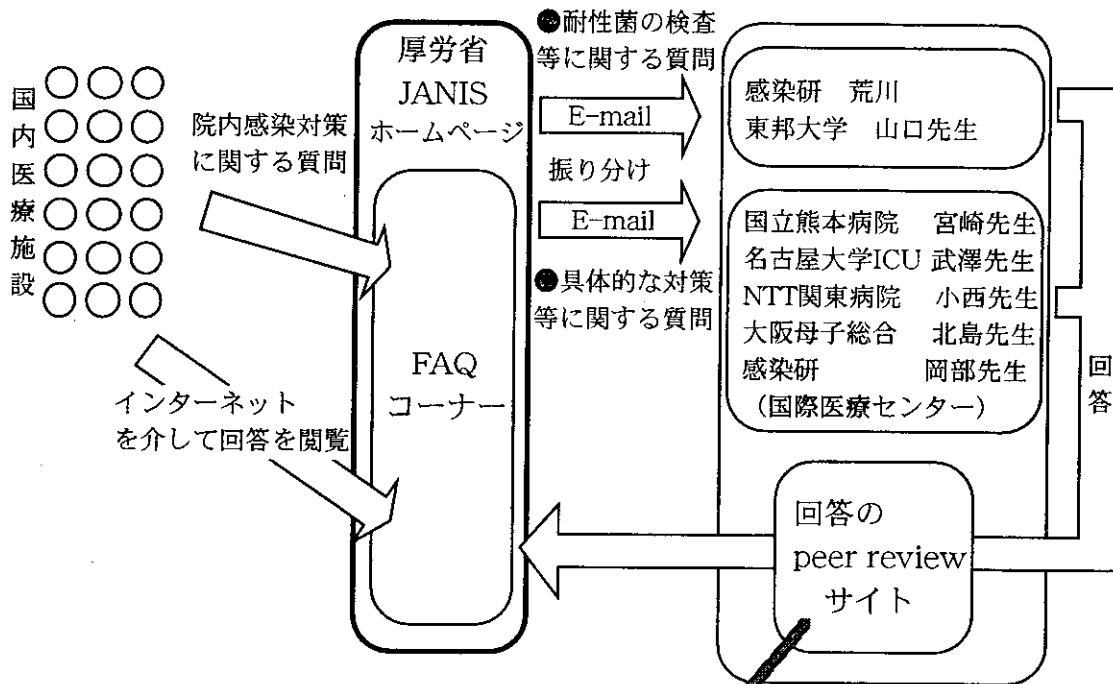 国内医療施設
院内感染対策
に関する質問
インターネット
を介して回答を閲覧
厚労省
JANIS
ホームページ
FAQ
コーナー
●耐性菌の検査
等に関する質問
E-mail
振り分け
E-mail
●具体的な対策
等に関する質問
感染研 荒川
東邦大学 山口先生
国立熊本病院 宮崎先生
名古屋大学ICU 武澤先生
NTT関東病院 小西先生
大阪母子総合 北島先生
感染研 岡部先生
(国際医療センター)
回答
回答の
peer review
サイト